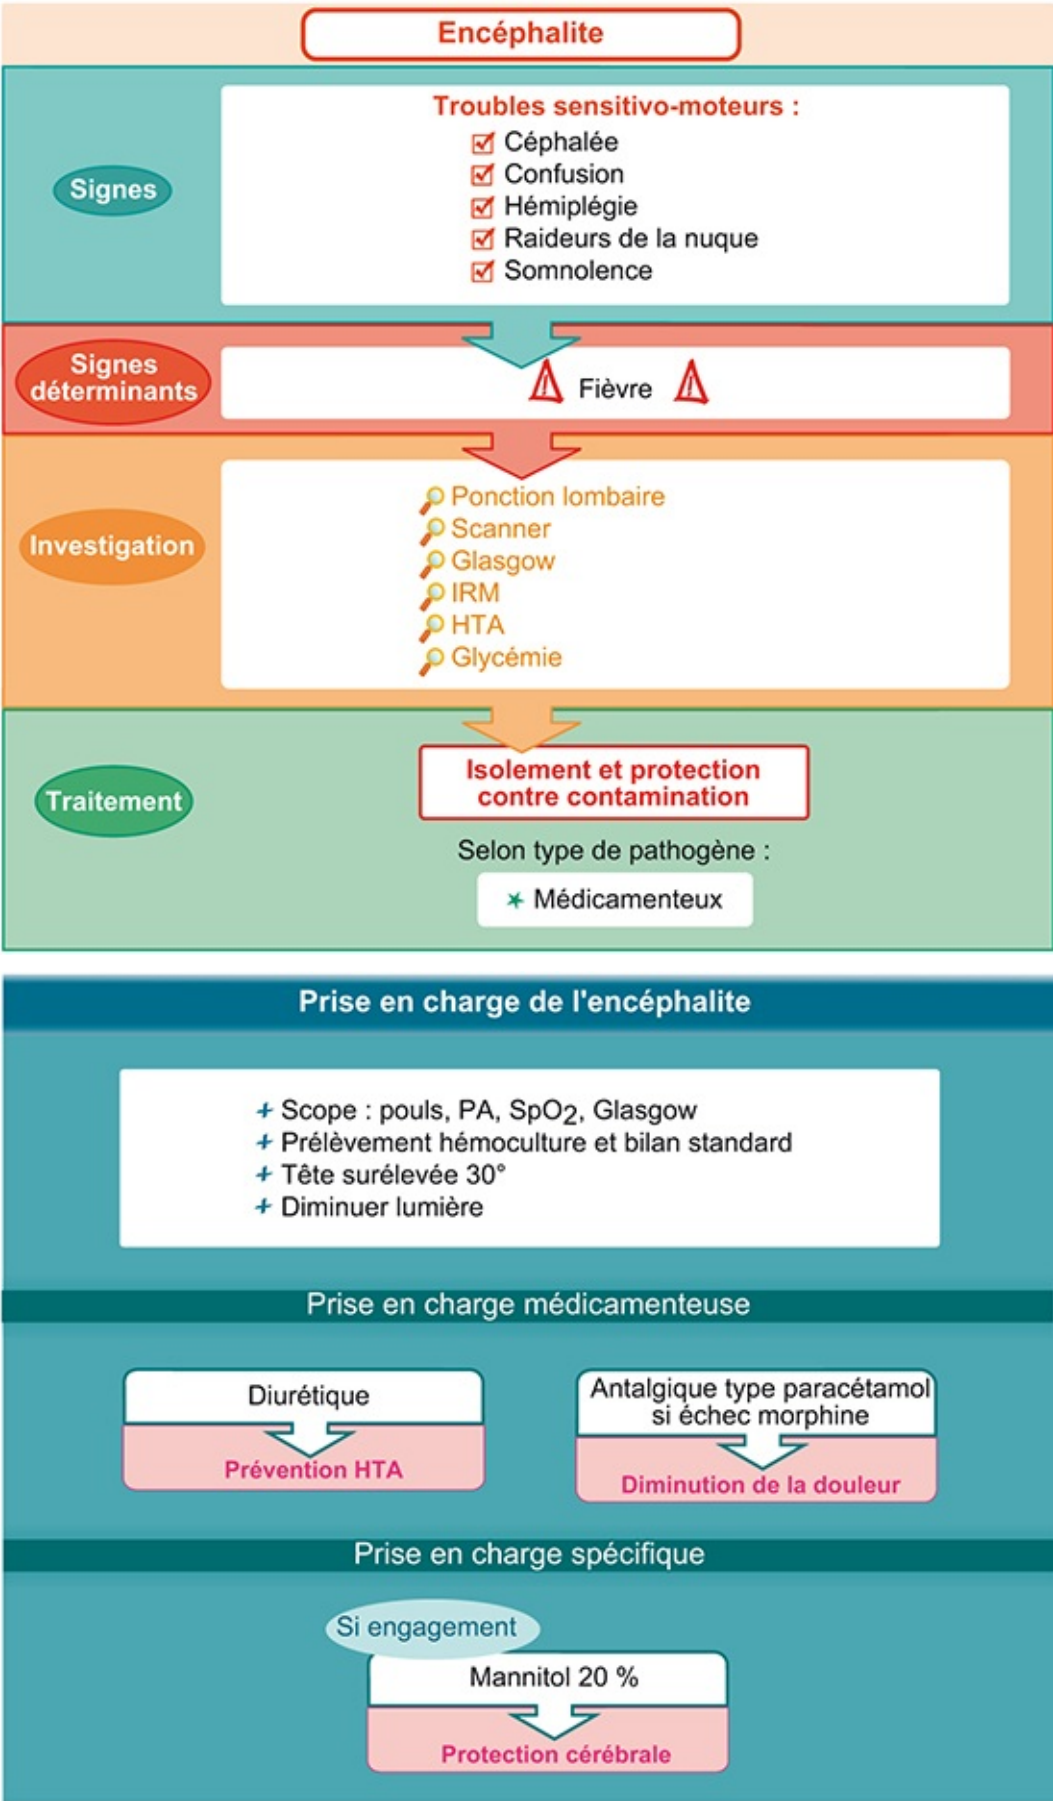 Encéphalite
Signes
Troubles sensitivo-moteurs :
Céphalée
Confusion
Hémiplégie
Raideurs de la nuque
Somnolence
Signes
déterminants
Fièvre
Investigation
Ponction lombaire
Scanner
Glasgow
IRM
HTA
Glycémie
Traitement
Isolement et protection
contre contamination
Selon type de pathogène :
Médicamenteux
Prise en charge de l'encéphalite
+ Scope : pouls, PA, SpO2, Glasgow
+ Prélèvement hémoculture et bilan standard
+ Tête surélevée 30°
+ Diminuer lumière
Prise en charge médicamenteuse
Diurétique
Prévention HTA
Antalgique type paracétamol
si échec morphine
Diminution de la douleur
Prise en charge spécifique
Si engagement
Mannitol 20 %
Protection cérébrale